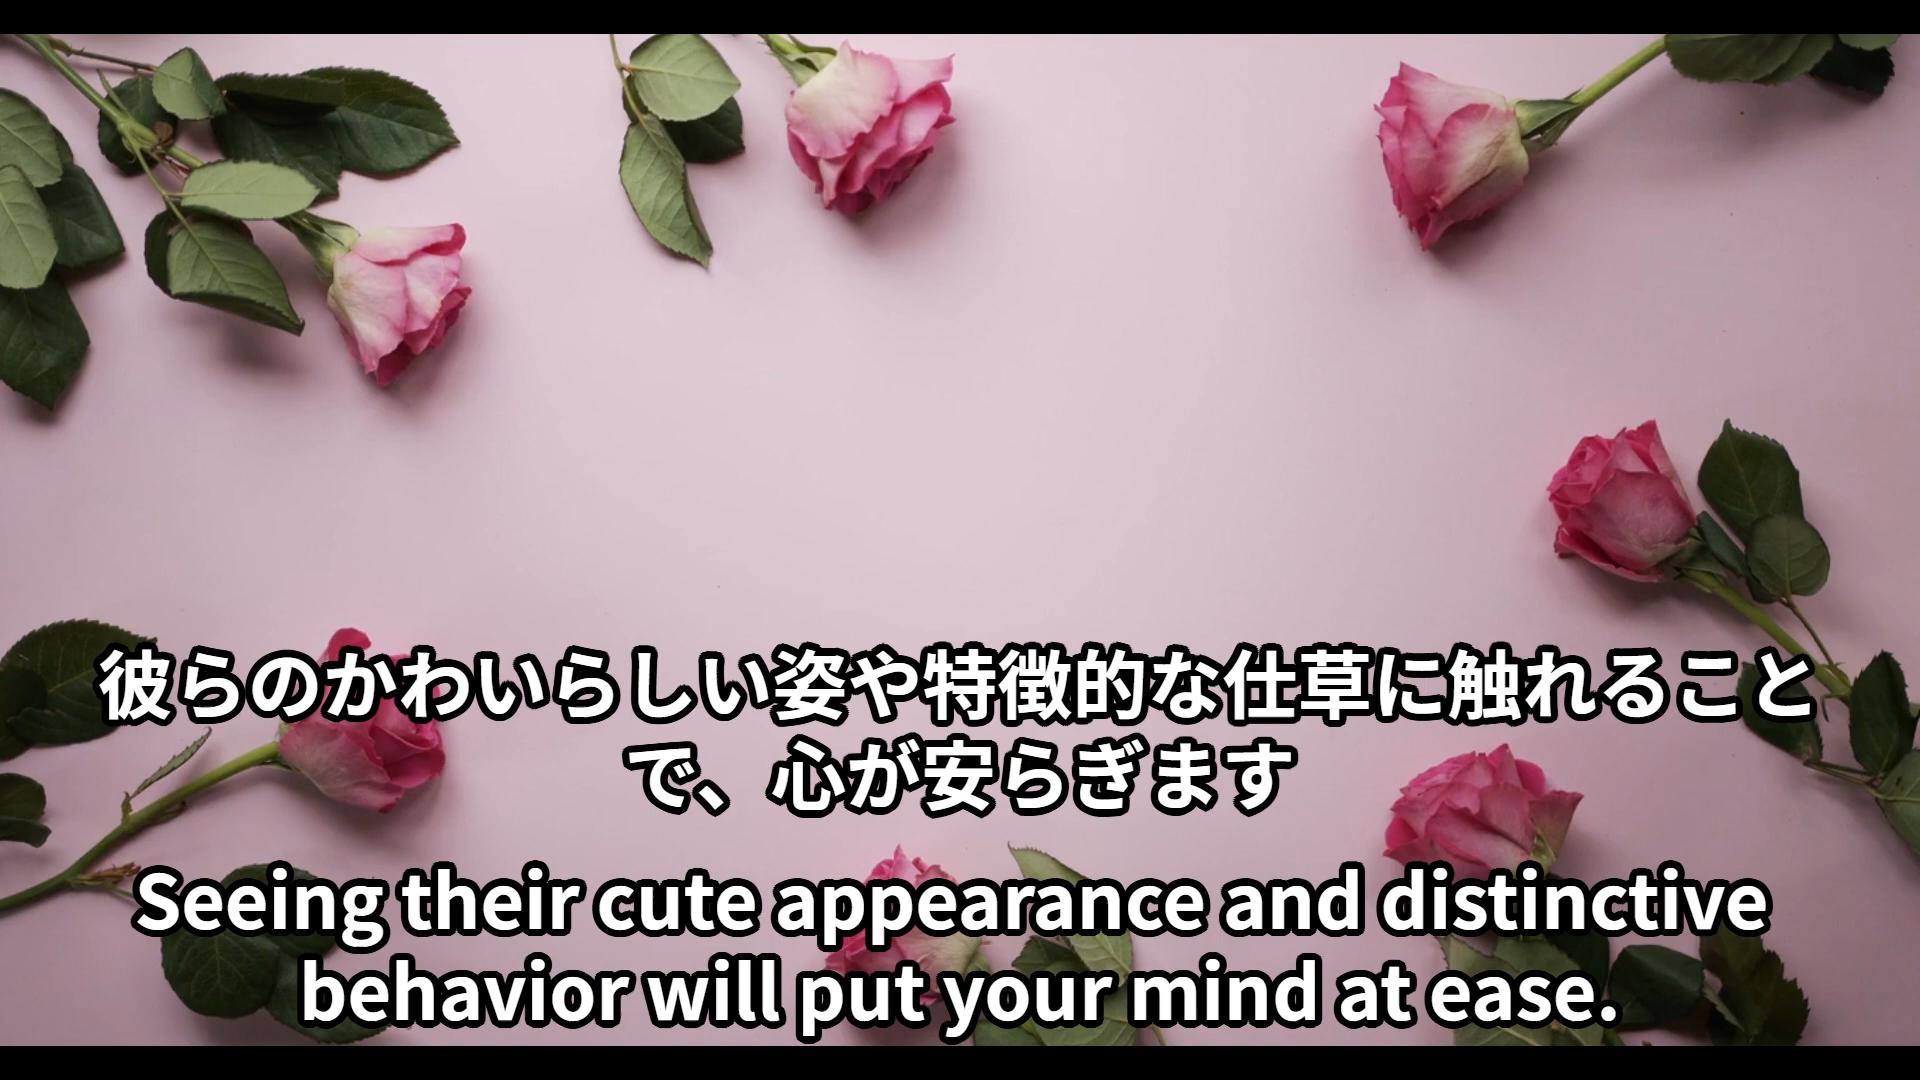 彼らのかわいらしい姿や特徴的な仕草に触れること
で、心が安らぎます
Seeing their cute appearance and distinctive
behavior will put your mind at ease.